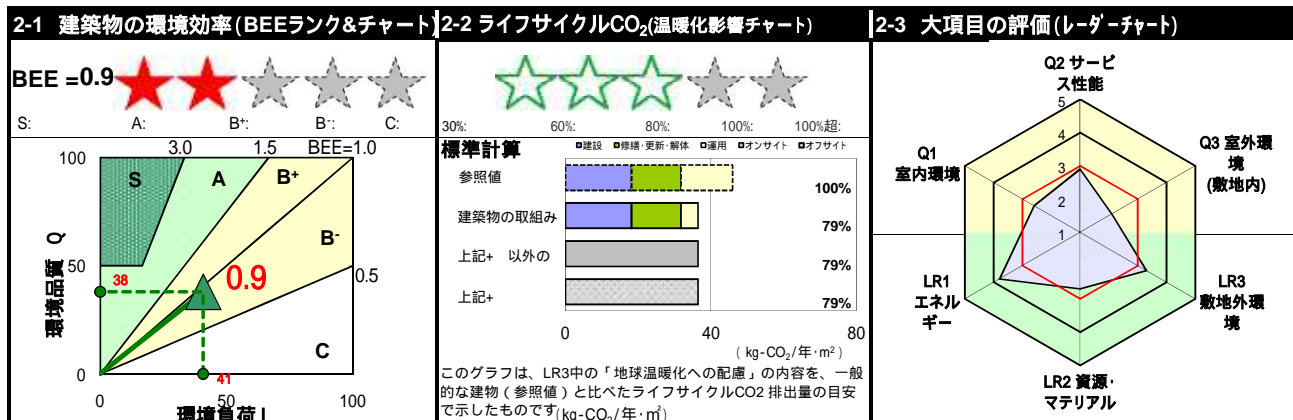 2-1 建築物の環境効率(BEEランク&チャート)
BEE = 0.9
S: A: B+: B-: C:
3.0 1.5 BEE=1.0
100
S A B+
B-
50
環境品質 Q
38
0.9
0.5
C
0
41
0 50 100
環境負荷 L
2-2 ライフサイクルCO2(温暖化影響チャート)
30%: 60%: 80%: 100%: 100%超:
標準計算
建設 修繕・更新・解体 運用 オンサイト オフサイト
参照値 100%
建築物の取組み 79%
上記+ 以外の 79%
上記+ 79%
0 40 80
( kg-CO2/年・m² )
このグラフは、LR3中の「地球温暖化への配慮」の内容を、一般
的な建物(参照値)と比べたライフサイクルCO2 排出量の目安
で示したものです(kg-CO2/年・㎡)
2-3 大項目の評価(レーダーチャート)
Q2 サービ
ス性能
5
4
3
2
1
Q1
室内環境
Q3 室外環
境
(敷地内)
LR1
エネル
ギー
LR3
敷地外環
境
LR2 資源・
マテリアル